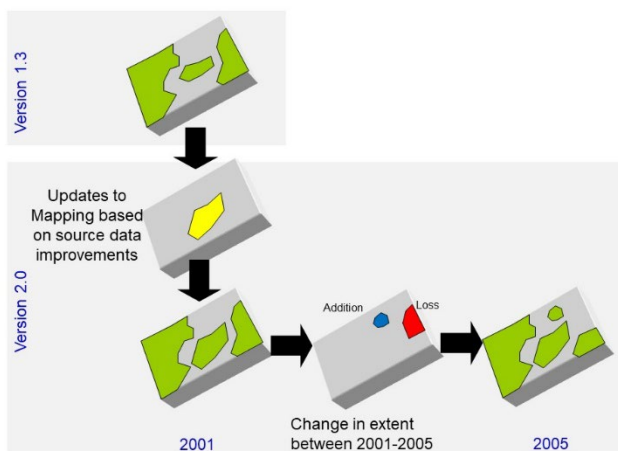 Version 1.3
Updates to
Mapping based
on source data
improvements
Version 2.0
Addition
Loss
Change in extent
between 2001-2005
2001
2005